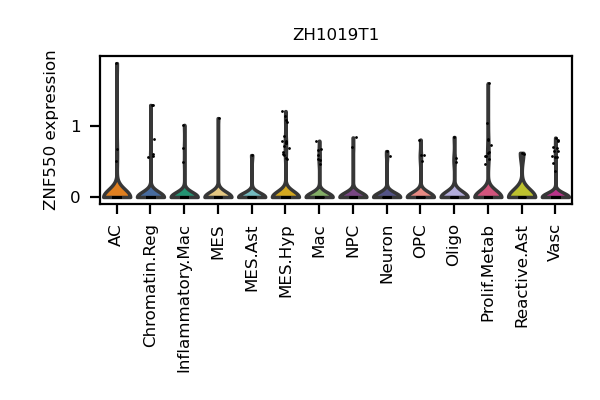 ZH1019T1
ZNF550 expression
1
0
AC
Chromatin.Reg
Inflammatory.Mac
MES
MES.Ast
MES.Hyp
Mac
NPC
Neuron
OPC
Oligo
Prolif.Metab
Reactive.Ast
Vasc